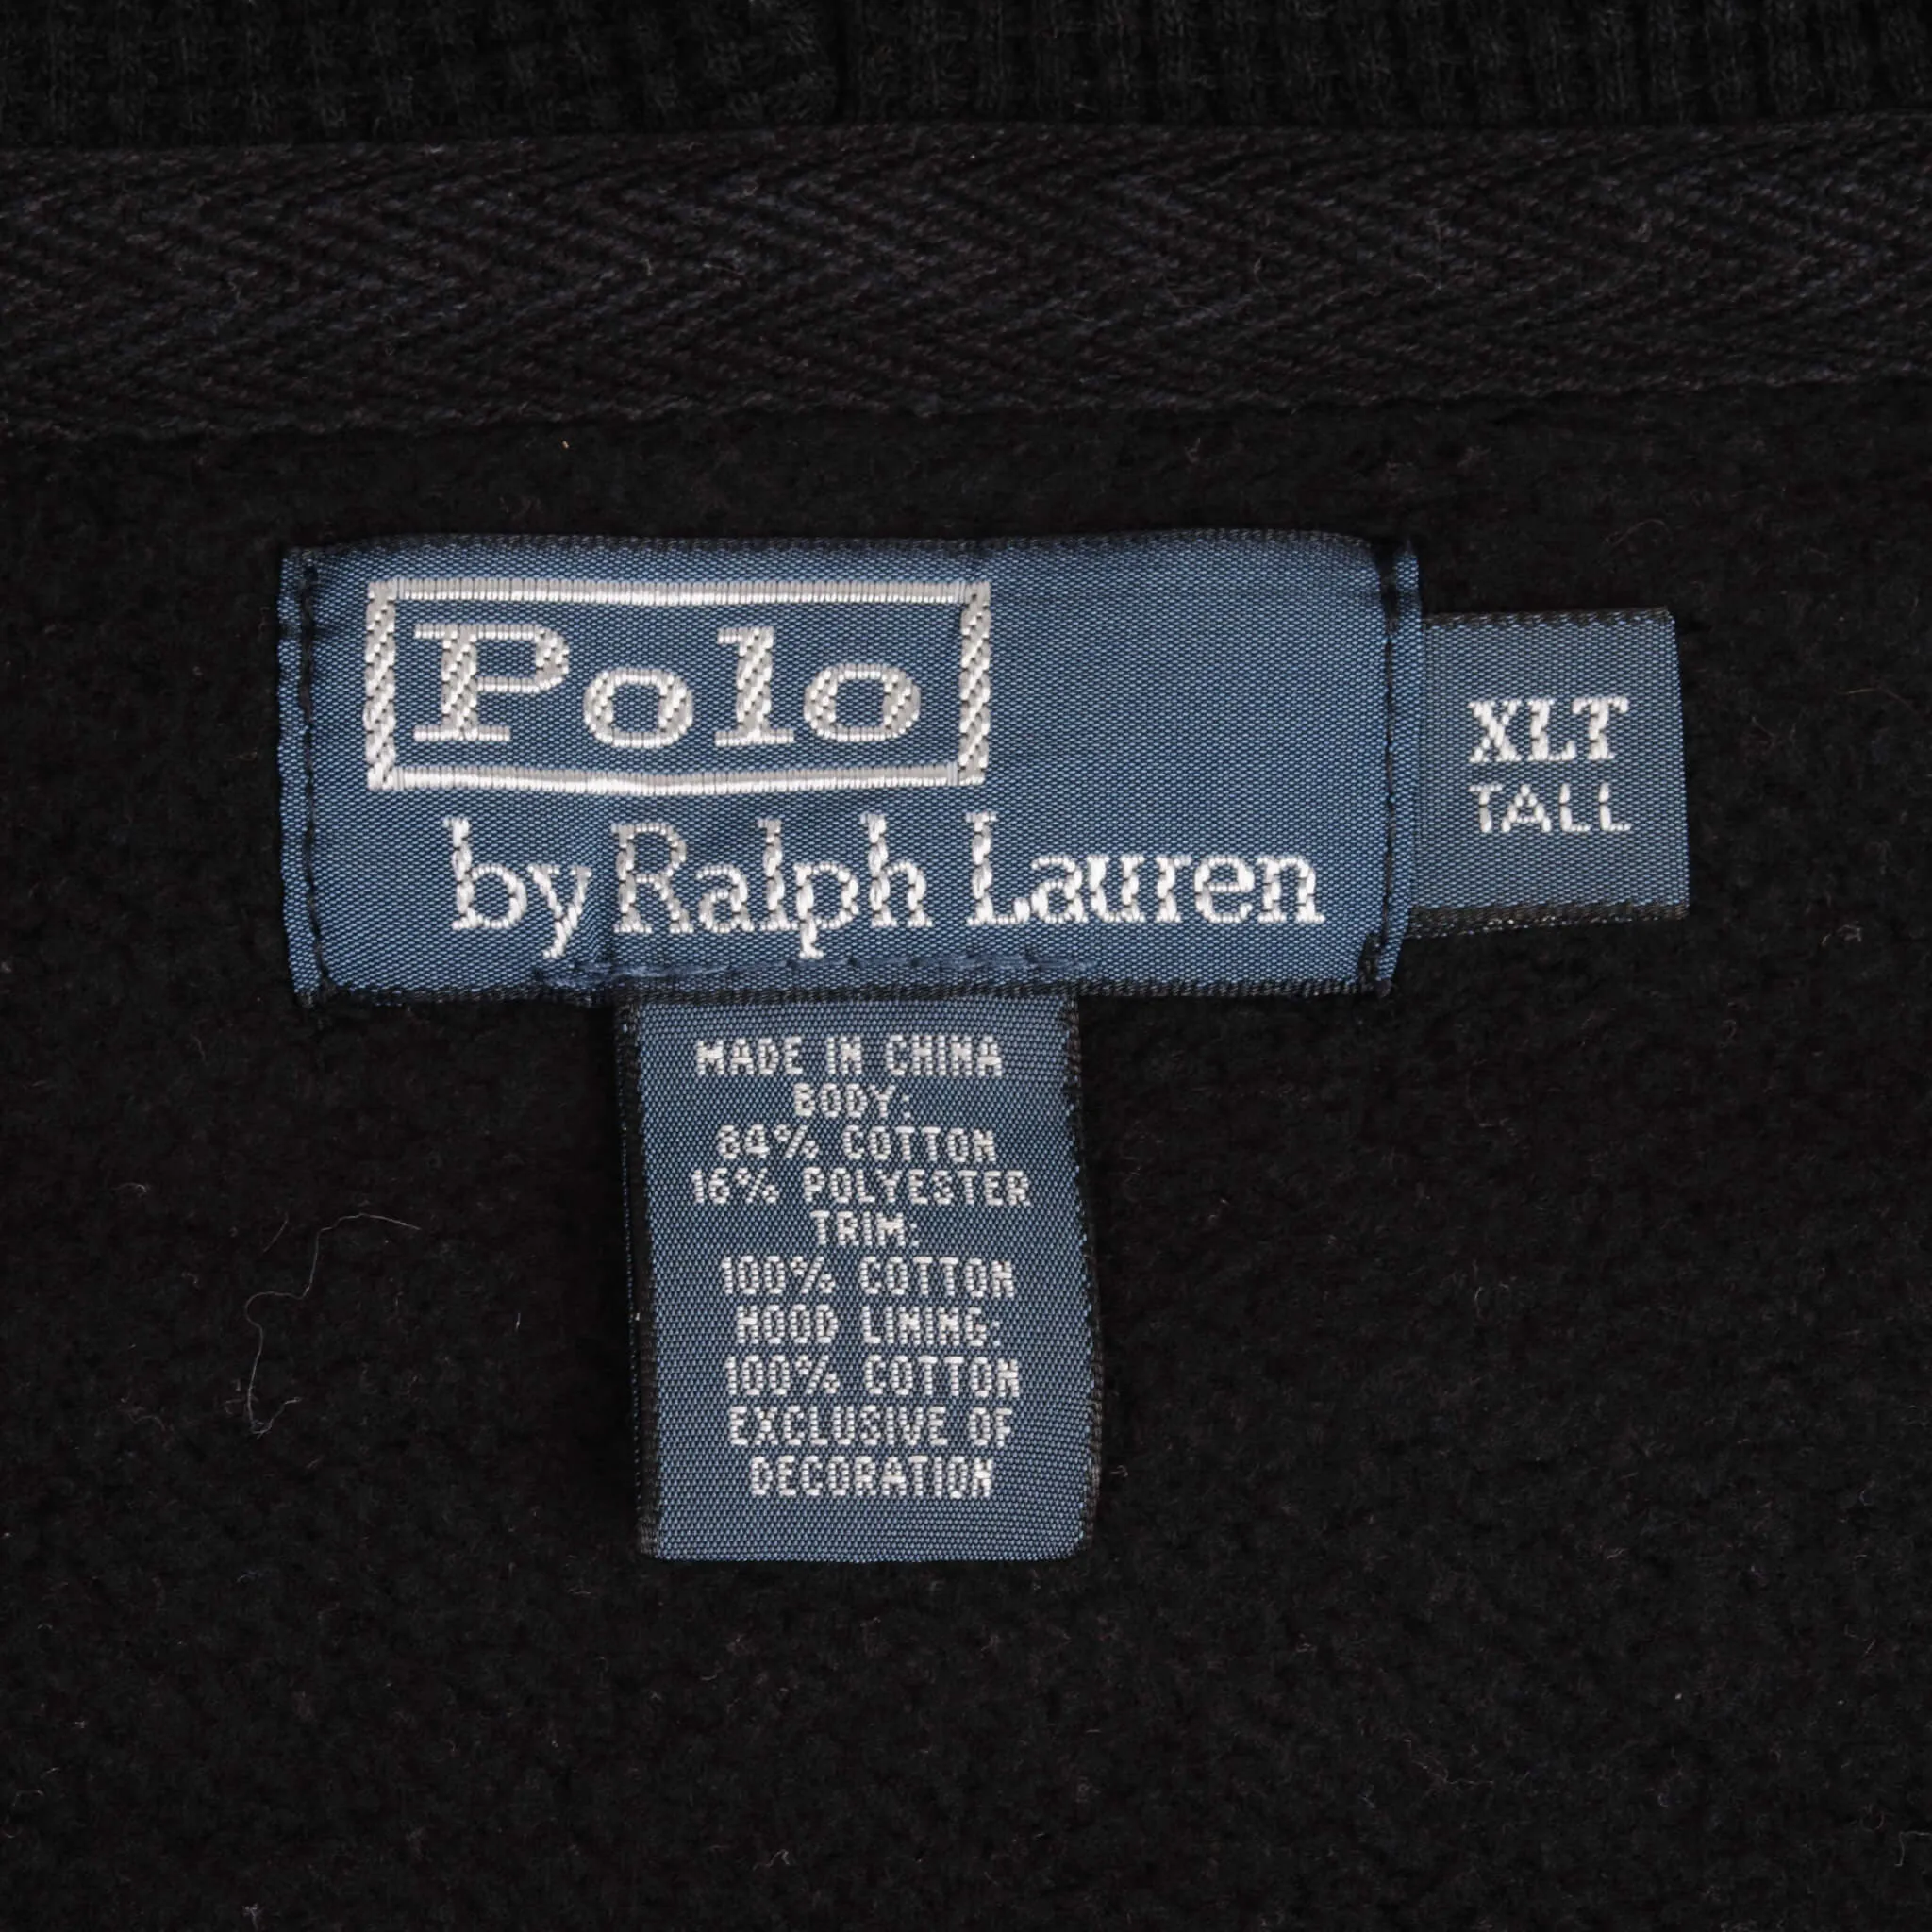 Polo
by Ralph Lauren
XLT
TALL
MADE IN CHINA
BODY:
84% COTTON
16% POLYESTER
TRIM:
100% COTTON
HOOD LINING:
100% COTTON
EXCLUSIVE OF
DECORATION